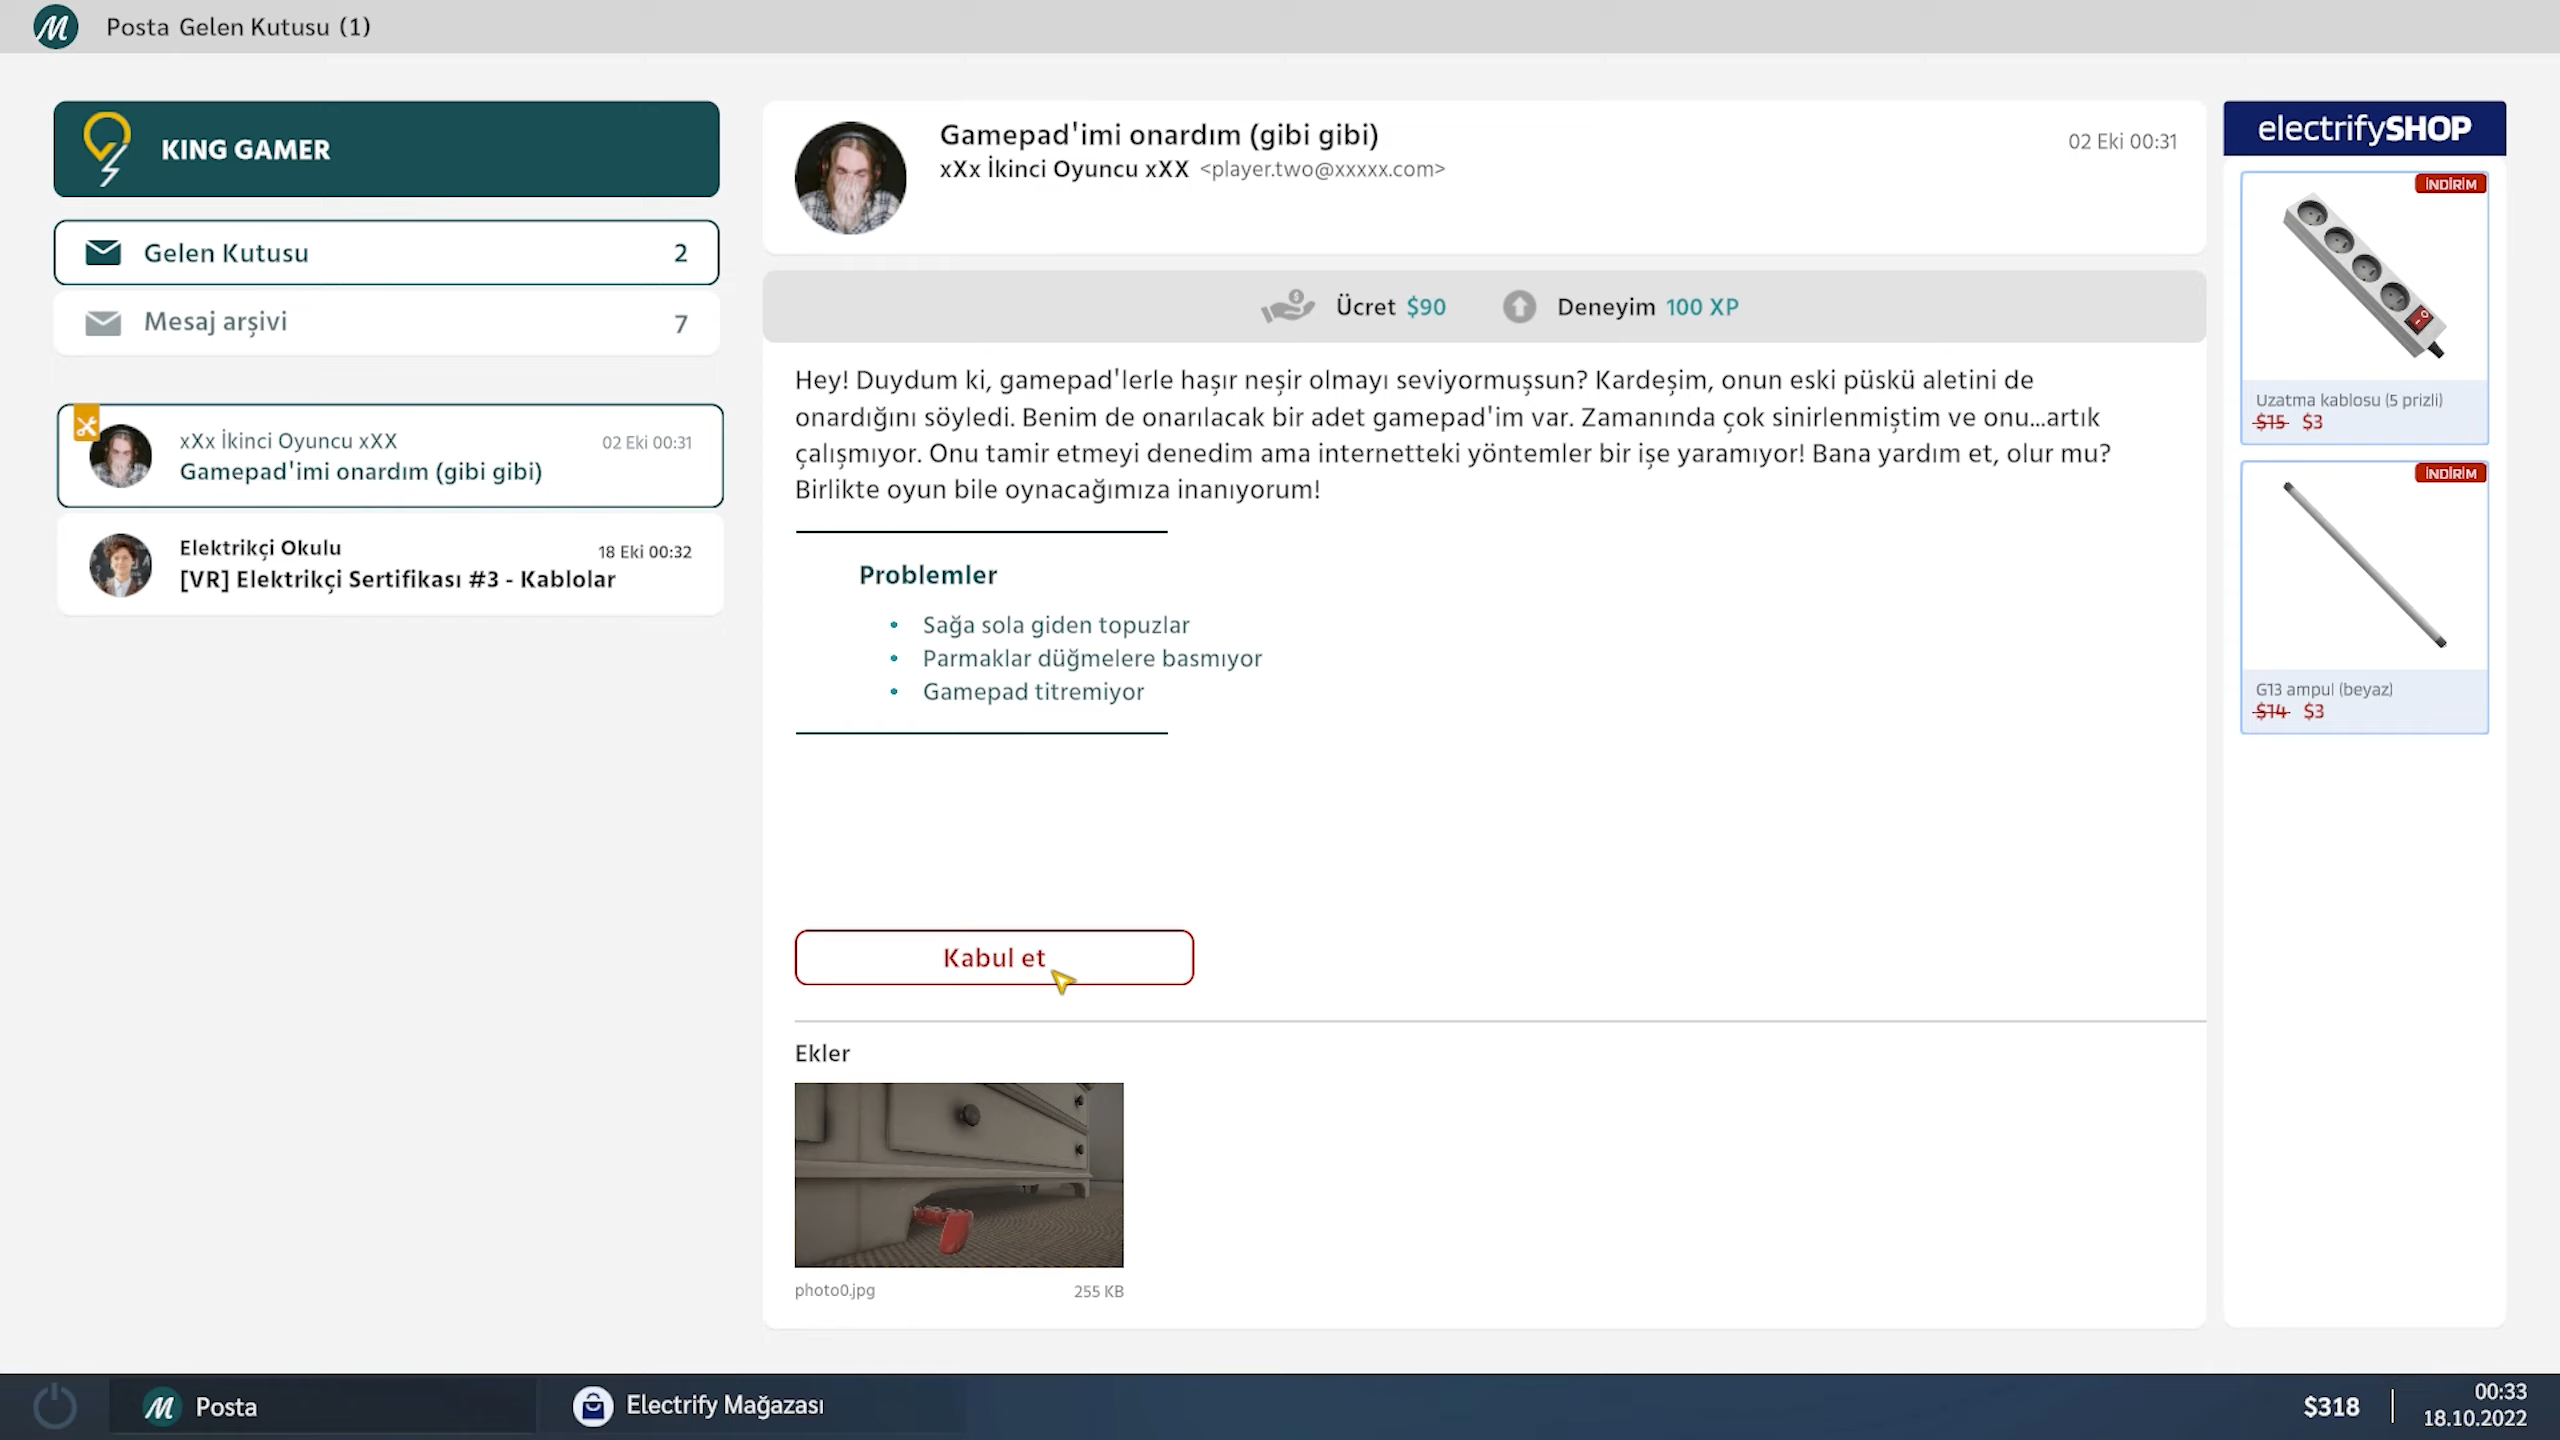 Posta Gelen Kutusu (1)
KING GAMER
Gelen Kutusu 2
Mesaj arşivi 7
xXx İkinci Oyuncu xXX 02 Eki 00:31
Gamepad'imi onardım (gibi gibi)
Elektrikçi Okulu 18 Eki 00:32
[VR] Elektrikçi Sertifikası #3 - Kablolar
Gamepad'imi onardım (gibi gibi) 02 Eki 00:31
xXx İkinci Oyuncu xXX <player.two@xxxxx.com>
Ücret $90 Deneyim 100 XP
Hey! Duydum ki, gamepad'lerle haşır neşir olmayı seviyormuşsun? Kardeşim, onun eski püskü aletini de
onardığını söyledi. Benim de onarılacak bir adet gamepad'im var. Zamanında çok sinirlenmiştim ve onu...artık
çalışmıyor. Onu tamir etmeyi denedim ama internetteki yöntemler bir işe yaramıyor! Bana yardım et, olur mu?
Birlikte oyun bile oynacağımıza inanıyorum!
Problemler
• Sağa sola giden topuzlar
• Parmaklar düğmelere basmıyor
• Gamepad titremiyor
Kabul et
Ekler
photo0.jpg 255 KB
electrifySHOP
İNDİRİM
Uzatma kablosu (5 prizli)
$15 $3
İNDİRİM
G13 ampul (beyaz)
$14 $3
Posta
Electrify Mağazası
$318
00:33
18.10.2022